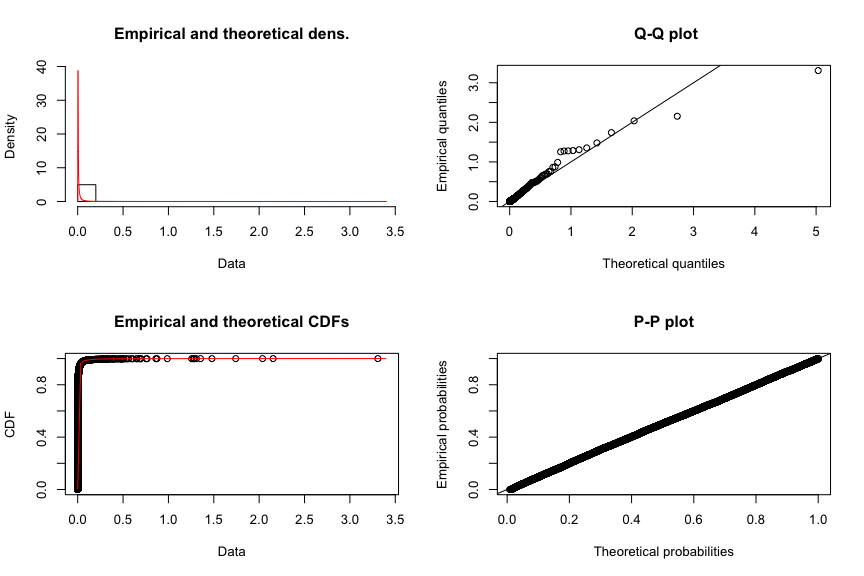 Empirical and theoretical dens.
Density
0 10 20 30 40
0.0 0.5 1.0 1.5 2.0 2.5 3.0 3.5
Data
Q-Q plot
Empirical quantiles
0.0 1.0 2.0 3.0
0 1 2 3 4 5
Theoretical quantiles
Empirical and theoretical CDFs
CDF
0.0 0.4 0.8
0.0 0.5 1.0 1.5 2.0 2.5 3.0 3.5
Data
P-P plot
Empirical probabilities
0.0 0.4 0.8
0.0 0.2 0.4 0.6 0.8 1.0
Theoretical probabilities